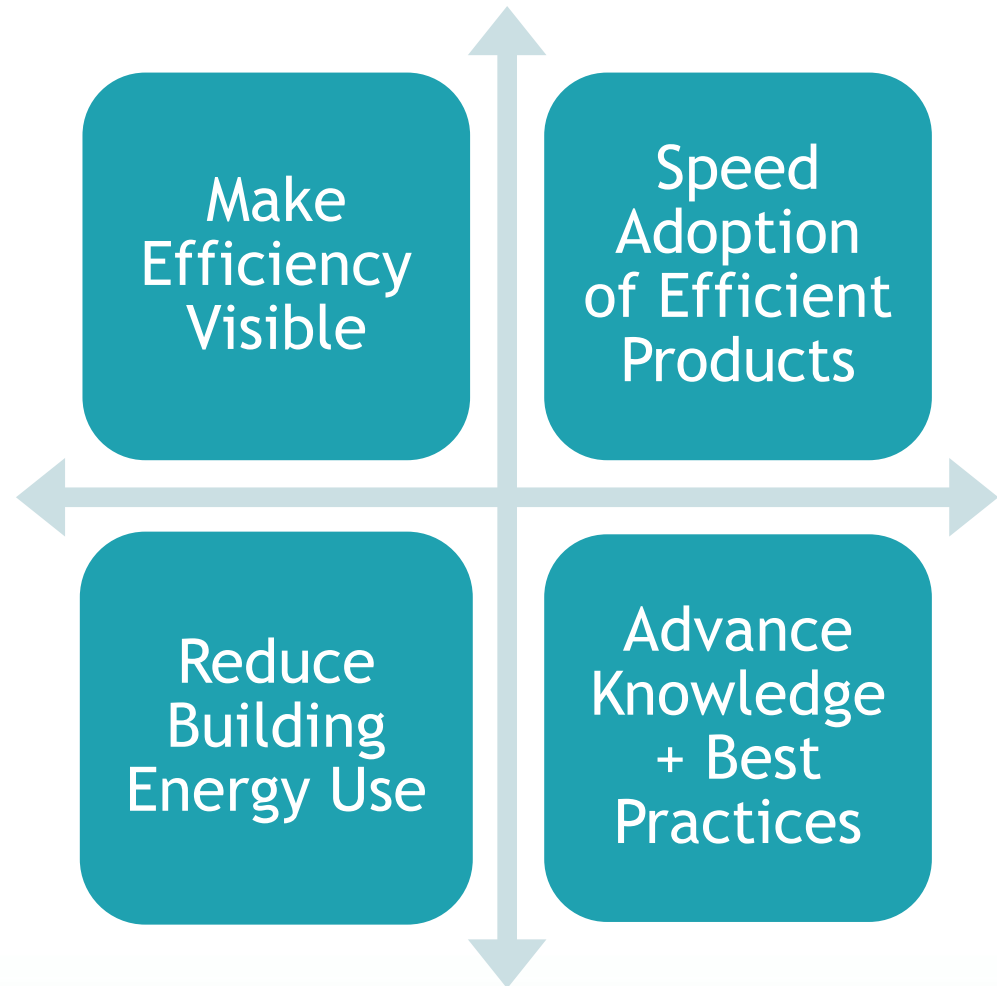 Make
Efficiency
Visible
Speed
Adoption
of Efficient
Products
Reduce
Building
Energy Use
Advance
Knowledge
+ Best
Practices